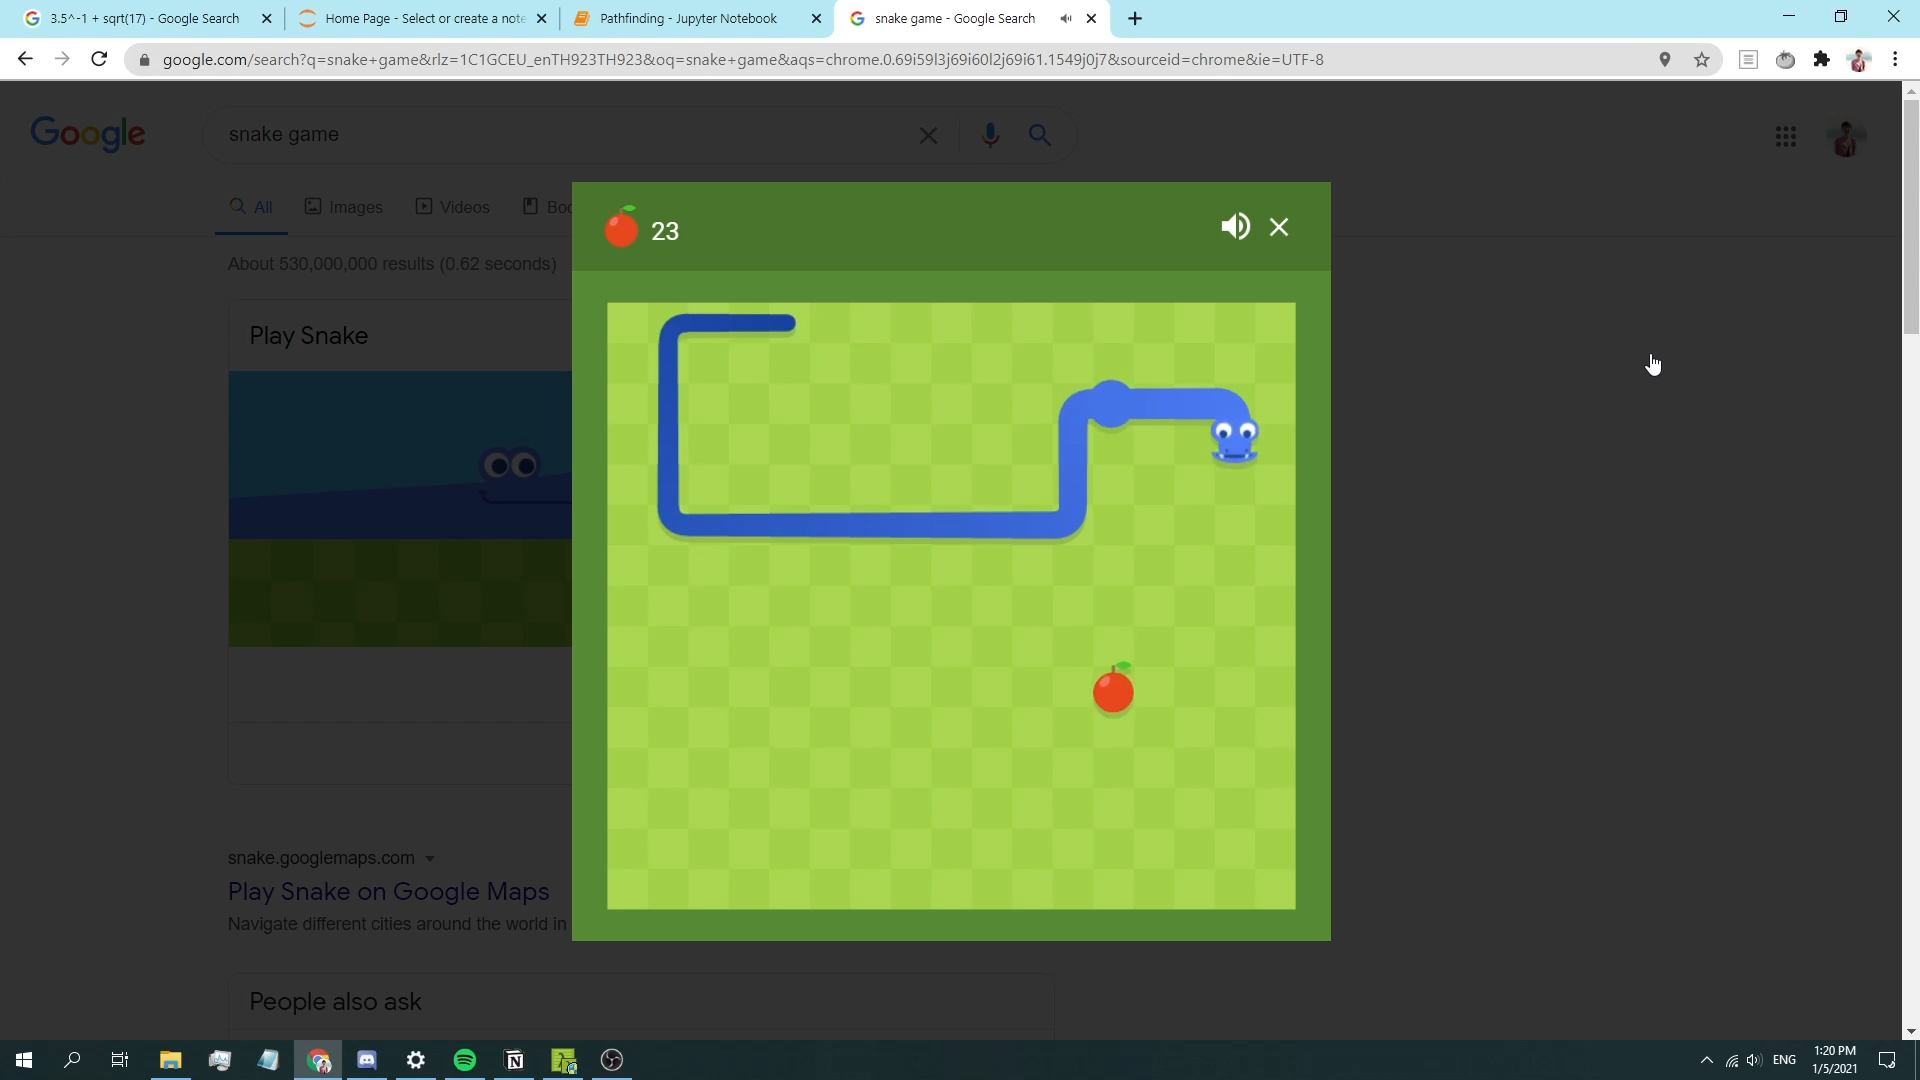 3.5^-1 + sqrt(17) - Google Search
Home Page - Select or create a note
Pathfinding - Jupyter Notebook
snake game - Google Search
google.com/search?q=snake+game&rlz=1C1GCEU_enTH923TH923&oq=snake+game&aqs=chrome.0.69i59l3j69i60l2j69i61.1549j0j7&sourceid=chrome&ie=UTF-8
Google
snake game
All
Images
Videos
Boo
23
About 530,000,000 results (0.62 seconds)
Play Snake
snake.googlemaps.com
Play Snake on Google Maps
Navigate different cities around the world in
People also ask
ENG
1:20 PM
1/5/2021